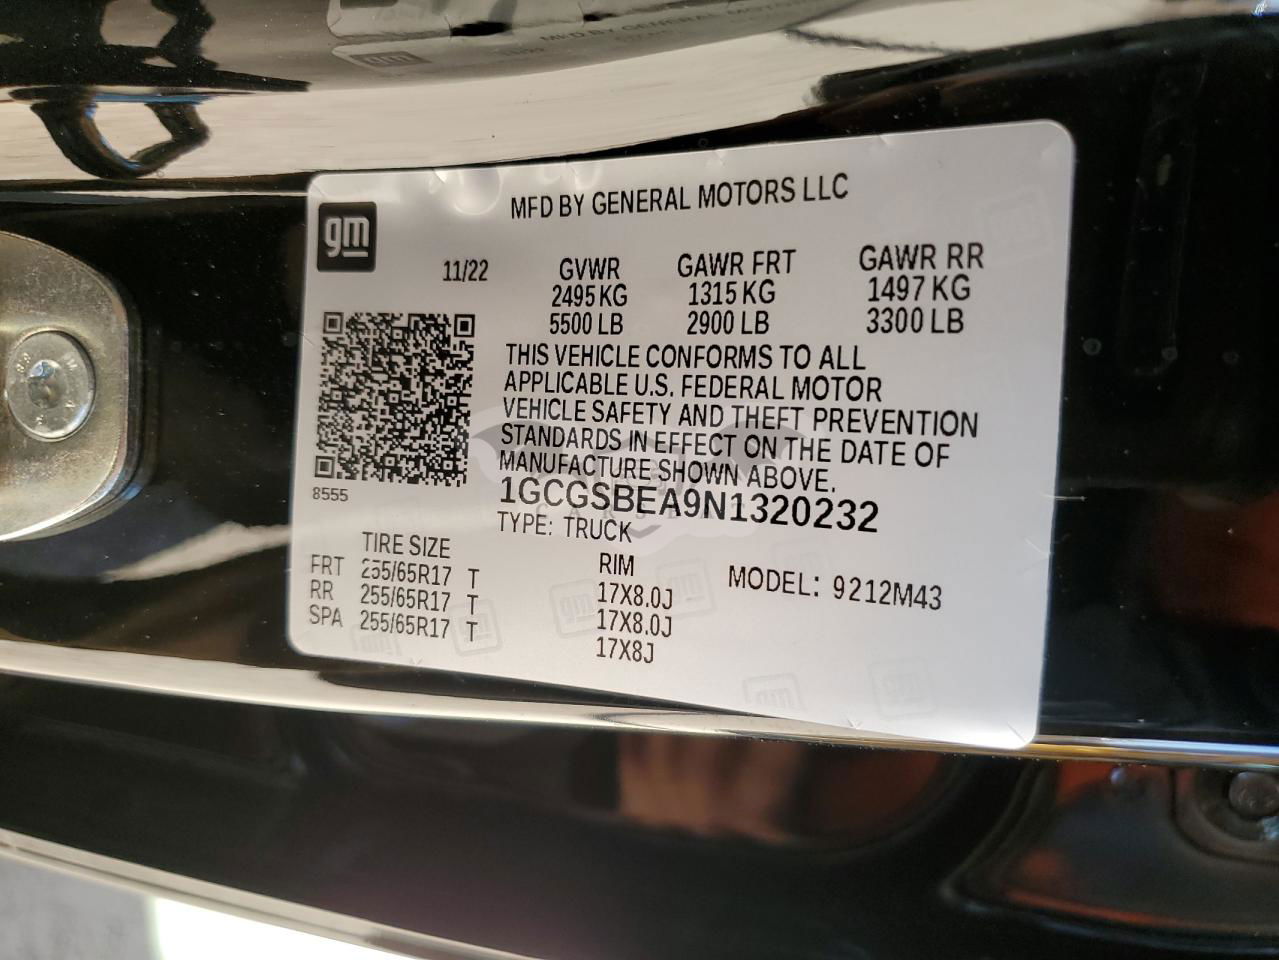 MFD BY GENERAL MOTORS LLC
gm
11/22
GVWR GAWR FRT GAWR RR
2495 KG 1315 KG 1497 KG
5500 LB 2900 LB 3300 LB
THIS VEHICLE CONFORMS TO ALL
APPLICABLE U.S. FEDERAL MOTOR
VEHICLE SAFETY AND THEFT PREVENTION
STANDARDS IN EFFECT ON THE DATE OF
MANUFACTURE SHOWN ABOVE.
8555
1GCGSBEA9N1320232
TYPE: TRUCK
TIRE SIZE RIM MODEL: 9212M43
FRT 255/65R17 T 17X8.0J
RR 255/65R17 T 17X8.0J
SPA 255/65R17 T 17X8J